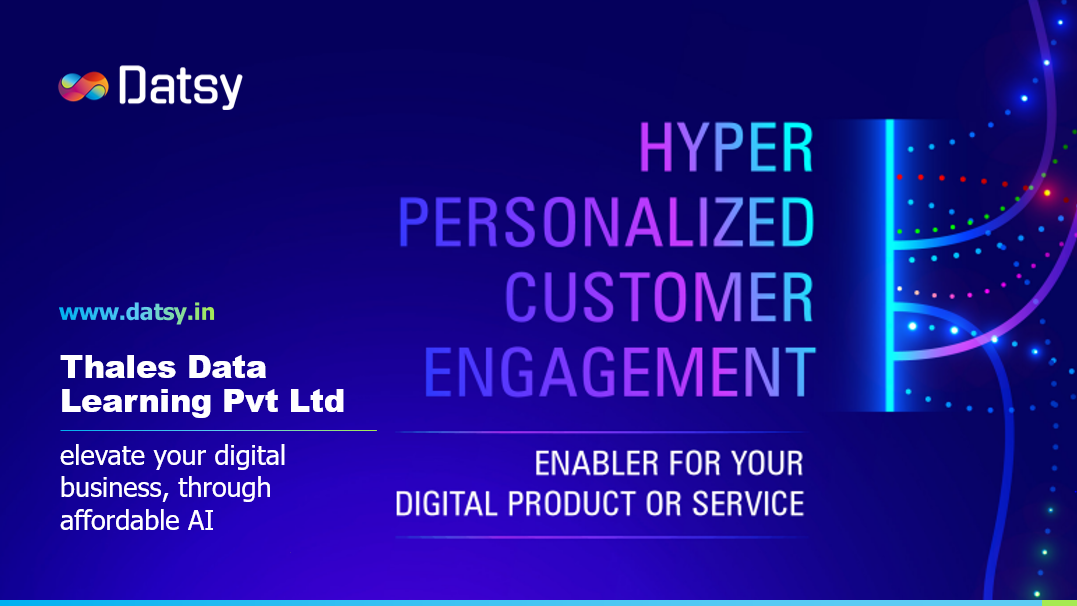 Datsy
HYPER
PERSONALIZED
CUSTOMER
ENGAGEMENT
ENABLER FOR YOUR
DIGITAL PRODUCT OR SERVICE
www.datsy.in
Thales Data
Learning Pvt Ltd
elevate your digital
business, through
affordable AI